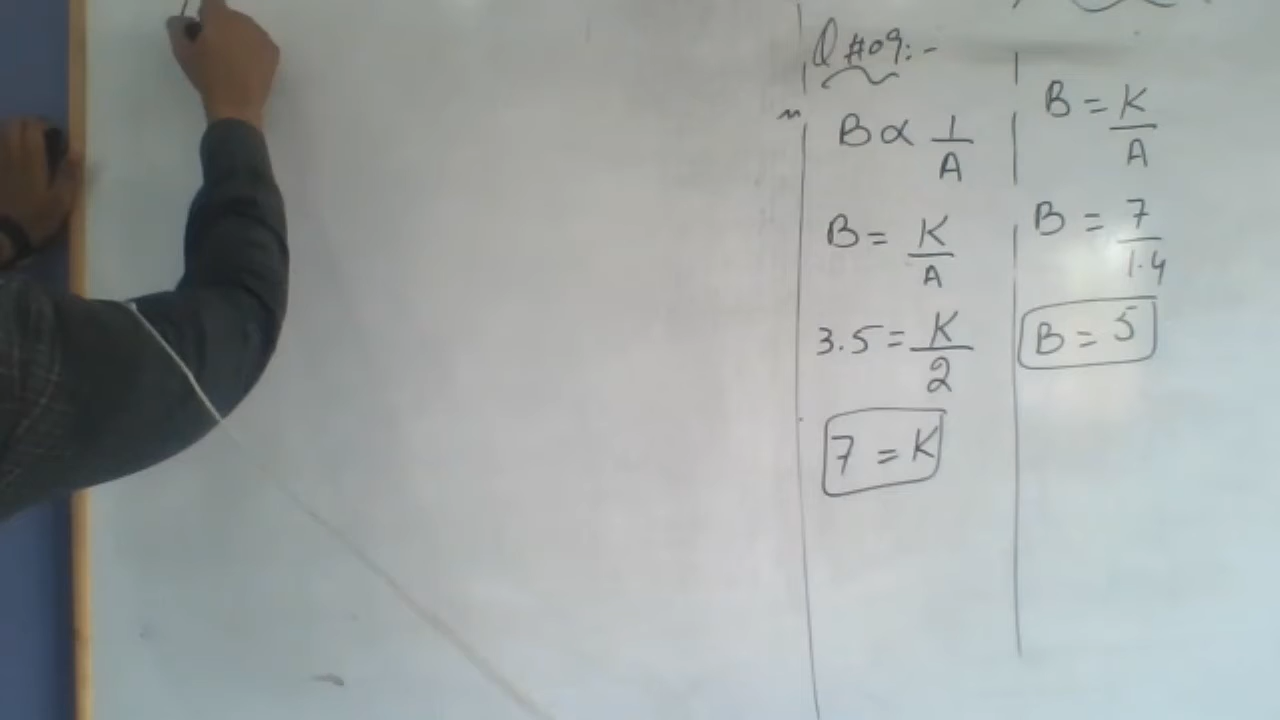 Q #09:-
B ∝ 1/A
B = K/A
3.5 = K/2
7 = K
B = K/A
B = 7/1.4
B = 5